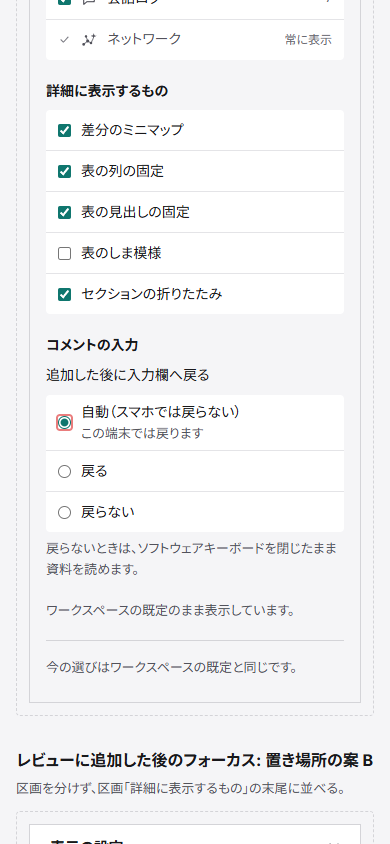 ネットワーク 常に表示
詳細に表示するもの
差分のミニマップ
表の列の固定
表の見出しの固定
表のしま模様
セクションの折りたたみ
コメントの入力
追加した後に入力欄へ戻る
自動（スマホでは戻らない）
この端末では戻ります
戻る
戻らない
戻らないときは、ソフトウェアキーボードを閉じたまま
資料を読めます。
ワークスペースの既定のまま表示しています。
今の選びはワークスペースの既定と同じです。
レビューに追加した後のフォーカス: 置き場所の案 B
区画を分けず、区画「詳細に表示するもの」の末尾に並べる。